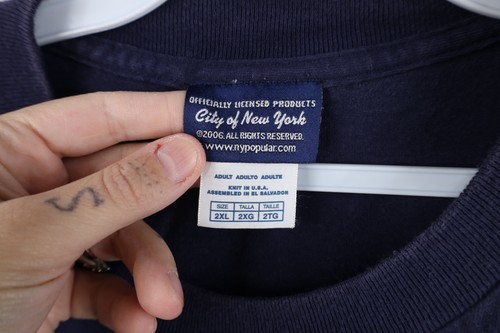 OFFICIALLY LICENSED PRODUCTS
City of New York
©2006. ALL RIGHTS RESERVED.
www.nypopular.com
ADULT ADULTO ADULTE
KNIT IN U.S.A.
ASSEMBLED IN EL SALVADOR
SIZE TALLA TAILLE
2XL 2XG 2TG